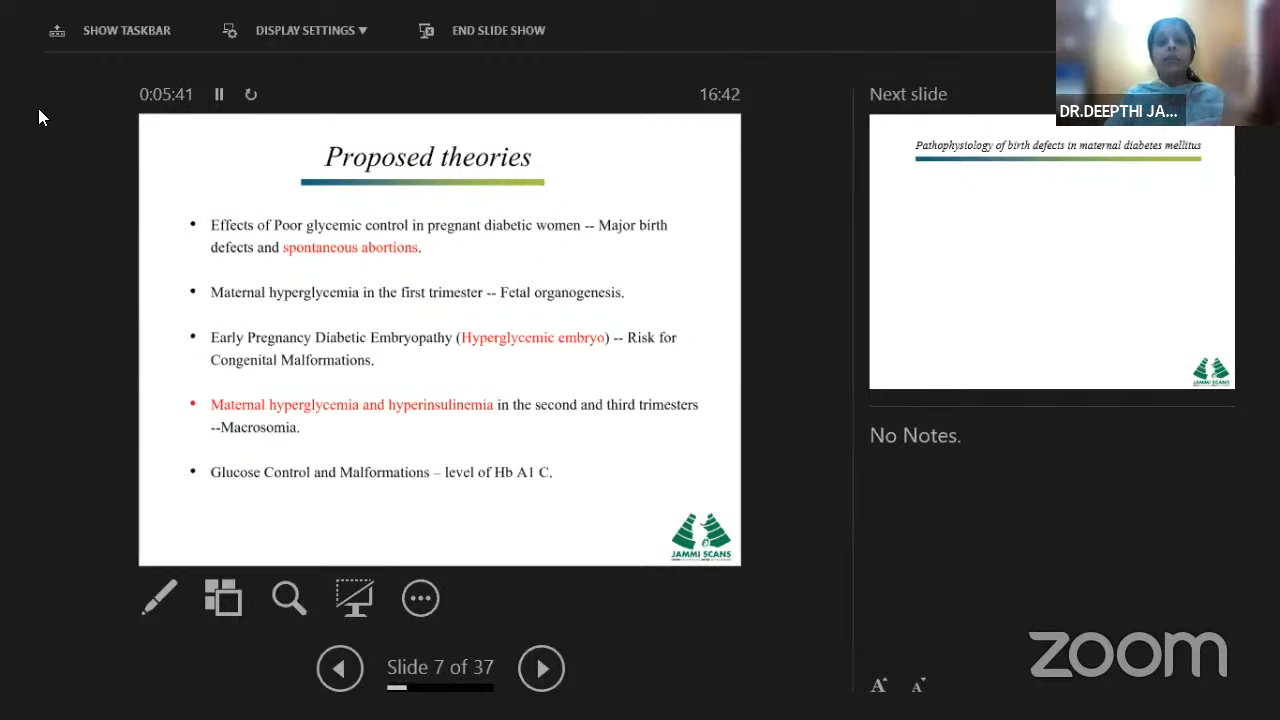 SHOW TASKBAR
DISPLAY SETTINGS ▼
END SLIDE SHOW
0:05:41
16:42
Next slide
DR.DEEPTHI JA...
Proposed theories
• Effects of Poor glycemic control in pregnant diabetic women -- Major birth
defects and spontaneous abortions.
• Maternal hyperglycemia in the first trimester -- Fetal organogenesis.
• Early Pregnancy Diabetic Embryopathy (Hyperglycemic embryo) -- Risk for
Congenital Malformations.
• Maternal hyperglycemia and hyperinsulinemia in the second and third trimesters
--Macrosomia.
• Glucose Control and Malformations – level of Hb A1 C.
JAMMI SCANS
Pathophysiology of birth defects in maternal diabetes mellitus
JAMMI SCANS
No Notes.
Slide 7 of 37
A A
zoom